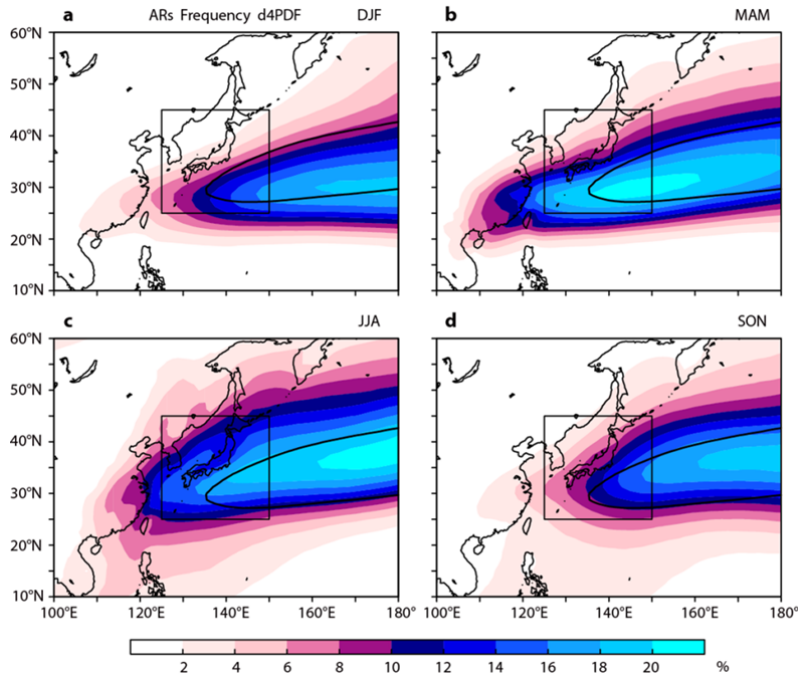 a ARs Frequency d4PDF DJF
b MAM
60°N
50°N
40°N
30°N
20°N
10°N
c JJA
d SON
60°N
50°N
40°N
30°N
20°N
10°N
100°E 120°E 140°E 160°E 180°
100°E 120°E 140°E 160°E 180°
2 4 6 8 10 12 14 16 18 20 %